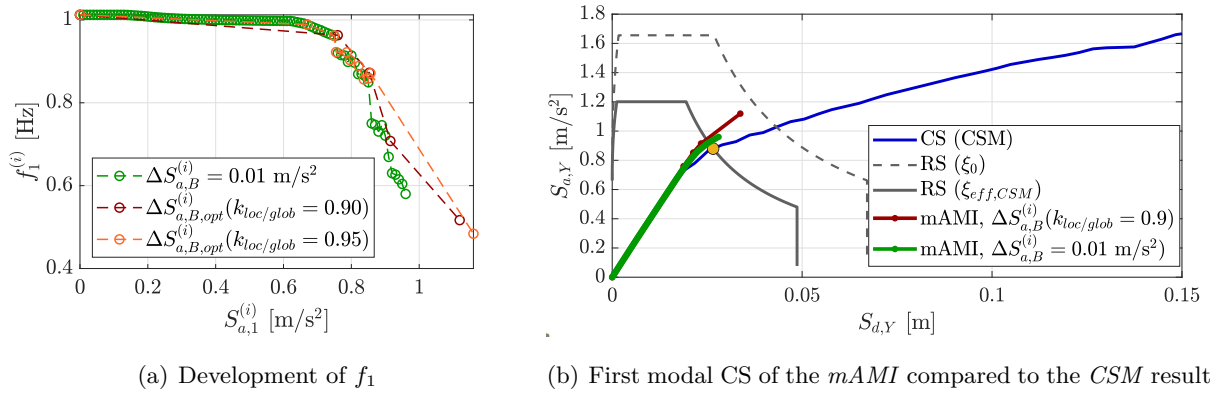 1
0.8
0.6
0.4
f₁⁽ⁱ⁾ [Hz]
0
0.2
0.4
0.6
0.8
1
S_{a,1}^{(i)} [m/s²]
ΔS_{a,B}^{(i)} = 0.01 m/s²
ΔS_{a,B,opt}^{(i)}(k_{loc/glob} = 0.90)
ΔS_{a,B,opt}^{(i)}(k_{loc/glob} = 0.95)
(a) Development of f₁
1.8
1.6
1.4
1.2
1
0.8
0.6
0.4
0.2
0
S_{a,Y} [m/s²]
0
0.05
0.1
0.15
S_{d,Y} [m]
CS (CSM)
RS (ξ₀)
RS (ξ_{eff,CSM})
mAMI, ΔS_{a,B}^{(i)}(k_{loc/glob} = 0.9)
mAMI, ΔS_{a,B}^{(i)} = 0.01 m/s²)
(b) First modal CS of the mAMI compared to the CSM result